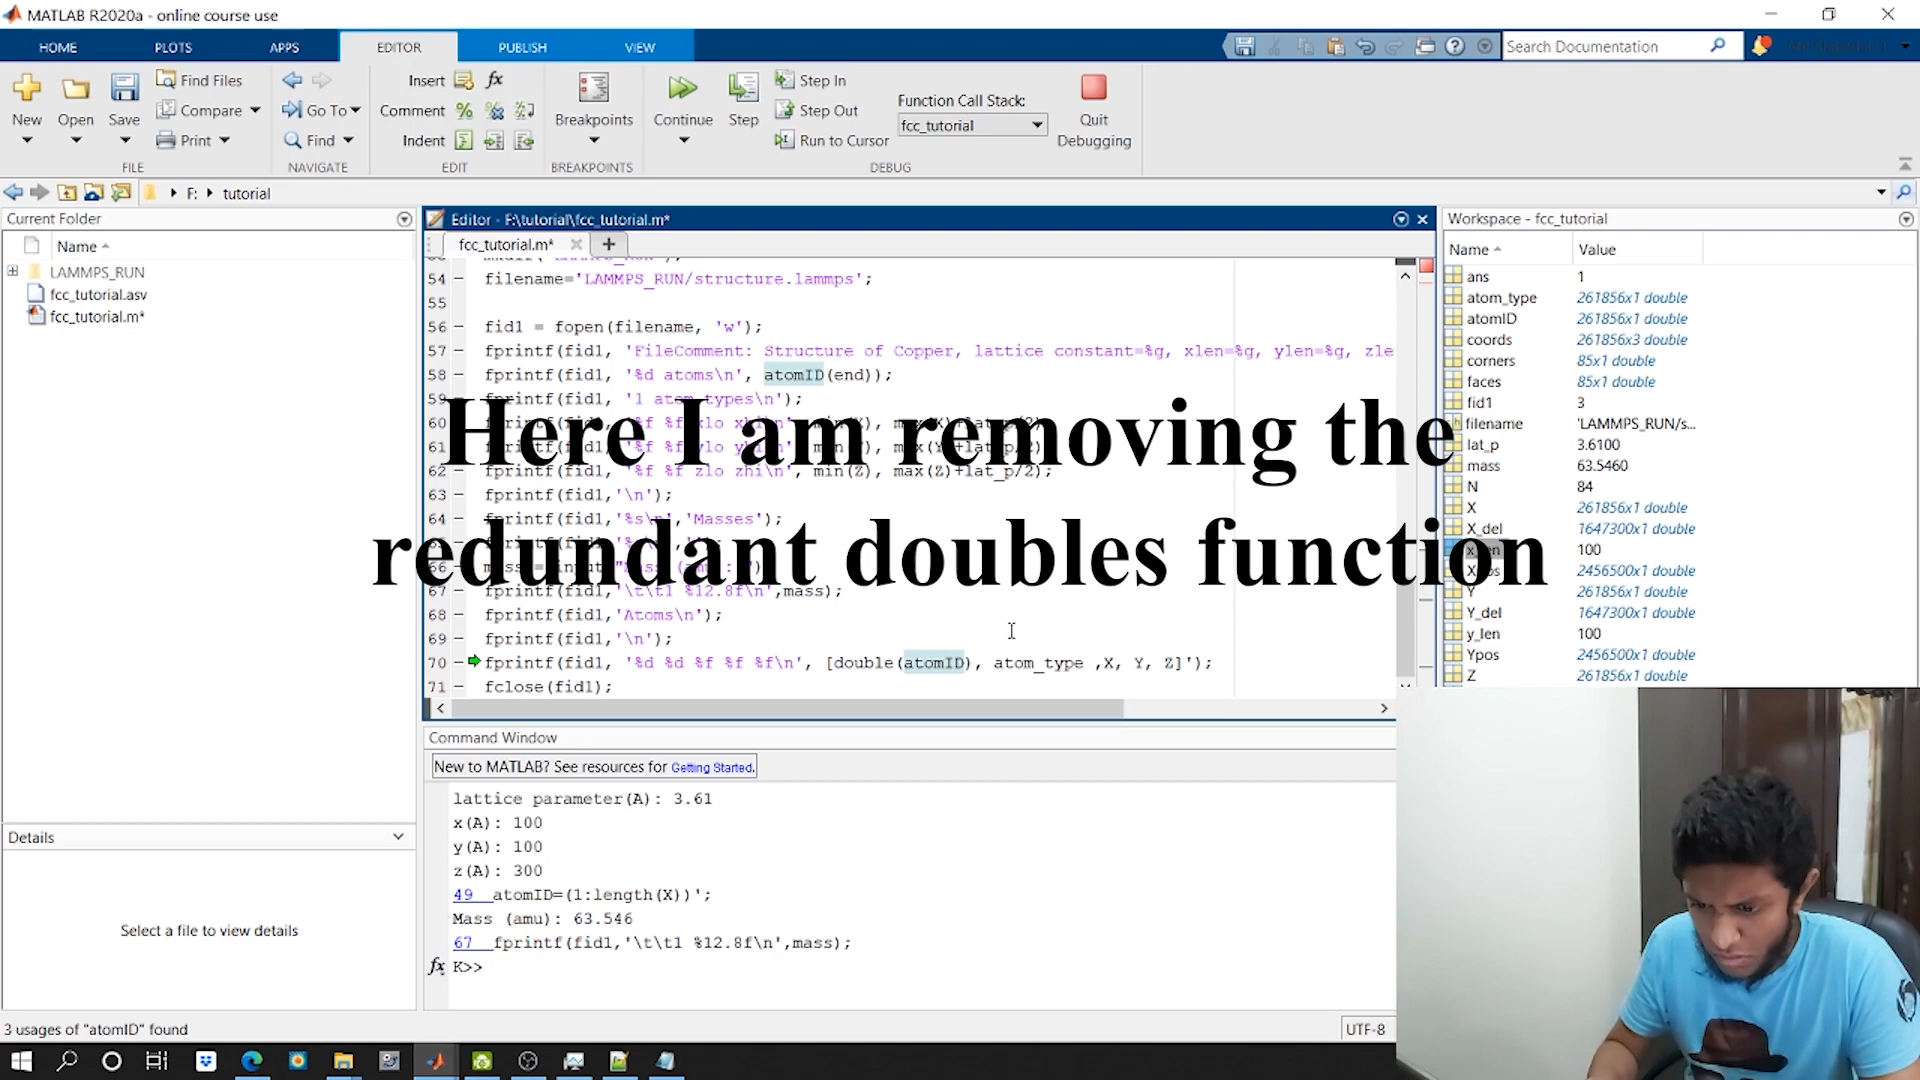 MATLAB R2020a - online course use
HOME PLOTS APPS EDITOR PUBLISH VIEW
Search Documentation
New Open Save Find Files Compare Print
Go To Find
Insert Comment Indent
Breakpoints
Continue Step Step In Step Out Run to Cursor
Function Call Stack:
fcc_tutorial
Quit Debugging
FILE NAVIGATE EDIT BREAKPOINTS DEBUG
F: tutorial
Current Folder
Name
LAMMPS_RUN
fcc_tutorial.asv
fcc_tutorial.m*
Details
Select a file to view details
Editor - F:\tutorial\fcc_tutorial.m*
fcc_tutorial.m*
54 filename='LAMMPS_RUN/structure.lammps';
55
56 fid1 = fopen(filename, 'w');
57 fprintf(fid1, 'FileComment: Structure of Copper, lattice constant=%g, xlen=%g, ylen=%g, zle
58 fprintf(fid1, '%d atoms\n', atomID(end));
59 fprintf(fid1, '1 atom types\n');
Here I am removing the
62 fprintf(fid1, '%f %f zlo zhi\n', min(Z), max(Z)+lat_p/2);
63 fprintf(fid1,'\n');
64 fprintf(fid1,'%s\n','Masses');
redundant doubles function
67 fprintf(fid1,'\t\t1 %12.8f\n',mass);
68 fprintf(fid1,'Atoms\n');
69 fprintf(fid1,'\n');
70 fprintf(fid1, '%d %d %f %f %f\n', [double(atomID), atom_type ,X, Y, Z]');
71 fclose(fid1);
Command Window
New to MATLAB? See resources for Getting Started.
lattice parameter(A): 3.61
x(A): 100
y(A): 100
z(A): 300
49 atomID=(1:length(X))';
Mass (amu): 63.546
67 fprintf(fid1,'\t\t1 %12.8f\n',mass);
fx K>>
Workspace - fcc_tutorial
Name Value
ans 1
atom_type 261856x1 double
atomID 261856x1 double
coords 261856x3 double
corners 85x1 double
faces 85x1 double
fid1 3
filename 'LAMMPS_RUN/s...
lat_p 3.6100
mass 63.5460
N 84
X 261856x1 double
X_del 1647300x1 double
100
2456500x1 double
Y 261856x1 double
Y_del 1647300x1 double
y_len 100
Ypos 2456500x1 double
Z 261856x1 double
3 usages of "atomID" found
UTF-8